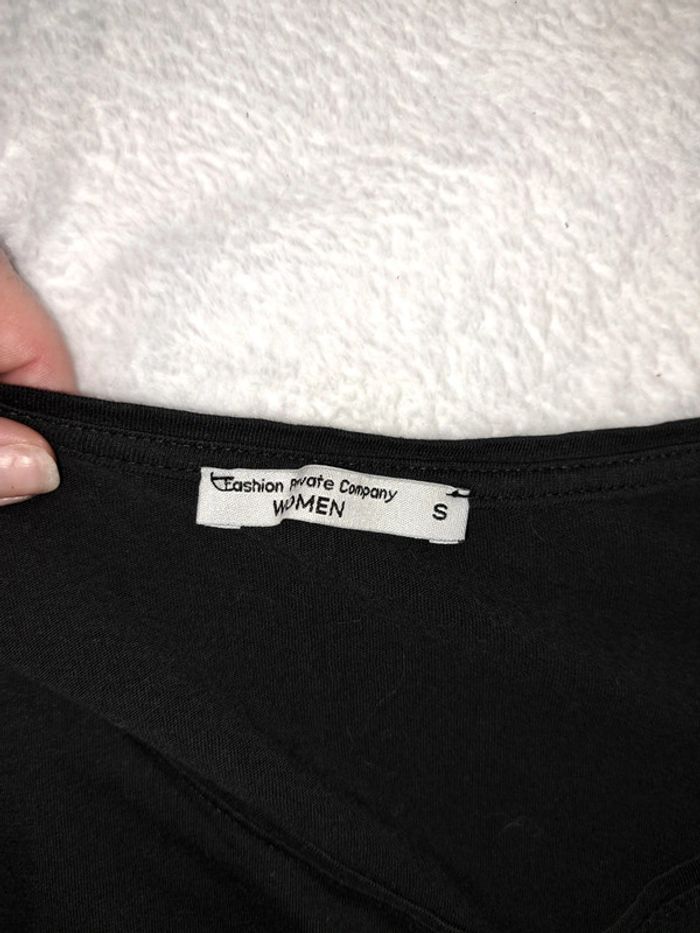 Fashion Private Company
WOMEN
S